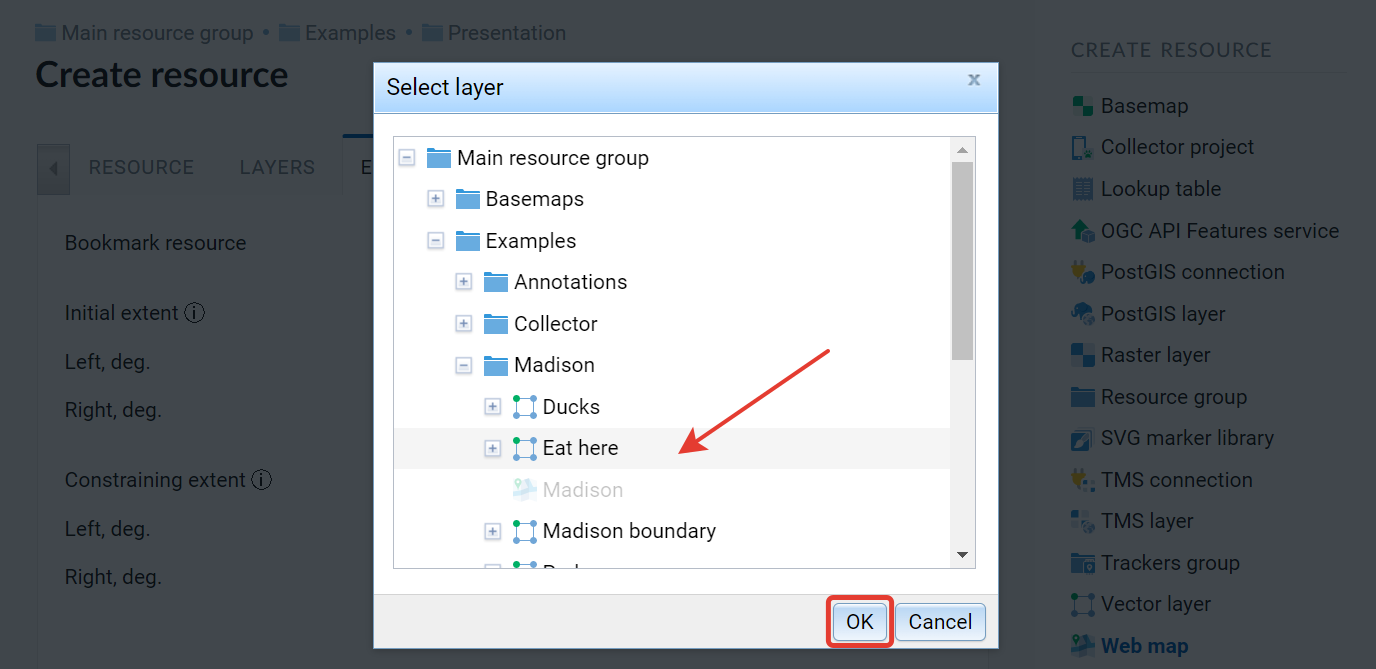 Main resource group • Examples • Presentation
Create resource
RESOURCE
LAYERS
E
Bookmark resource
Initial extent
Left, deg.
Right, deg.
Constraining extent
Left, deg.
Right, deg.
Select layer
x
Main resource group
Basemaps
Examples
Annotations
Collector
Madison
Ducks
Eat here
Madison
Madison boundary
OK
Cancel
CREATE RESOURCE
Basemap
Collector project
Lookup table
OGC API Features service
PostGIS connection
PostGIS layer
Raster layer
Resource group
SVG marker library
TMS connection
TMS layer
Trackers group
Vector layer
Web map